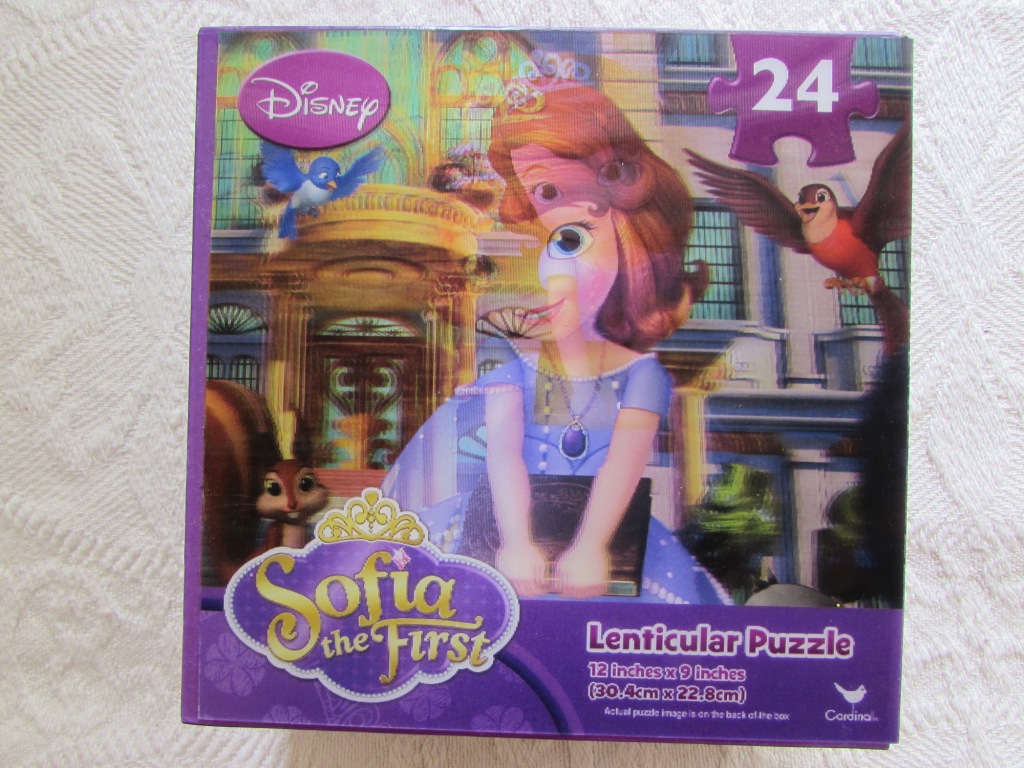 Disney
24
Sofia
the First
Lenticular Puzzle
12 inches x 9 inches
(30.4cm x 22.8cm)
Actual puzzle image is on the back of the box
Cardinal